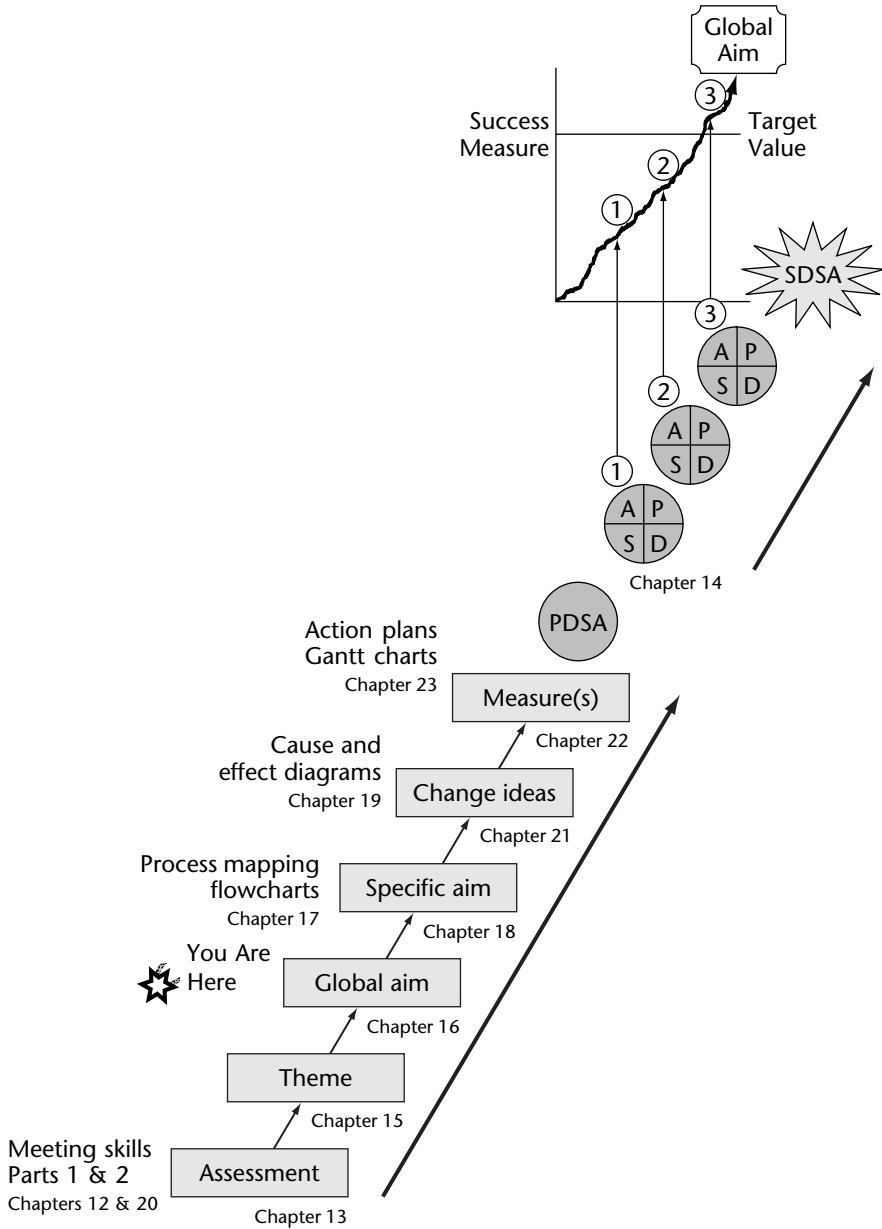 Global
Aim
3
Success
Measure
Target
Value
2
1
SDSA
3
A P
S D
2
A P
S D
1
A P
S D
Chapter 14
PDSA
Action plans
Gantt charts
Chapter 23
Measure(s)
Chapter 22
Cause and
effect diagrams
Chapter 19
Change ideas
Chapter 21
Process mapping
flowcharts
Chapter 17
Specific aim
Chapter 18
You Are
Here
Global aim
Chapter 16
Theme
Chapter 15
Meeting skills
Parts 1 & 2
Chapters 12 & 20
Assessment
Chapter 13